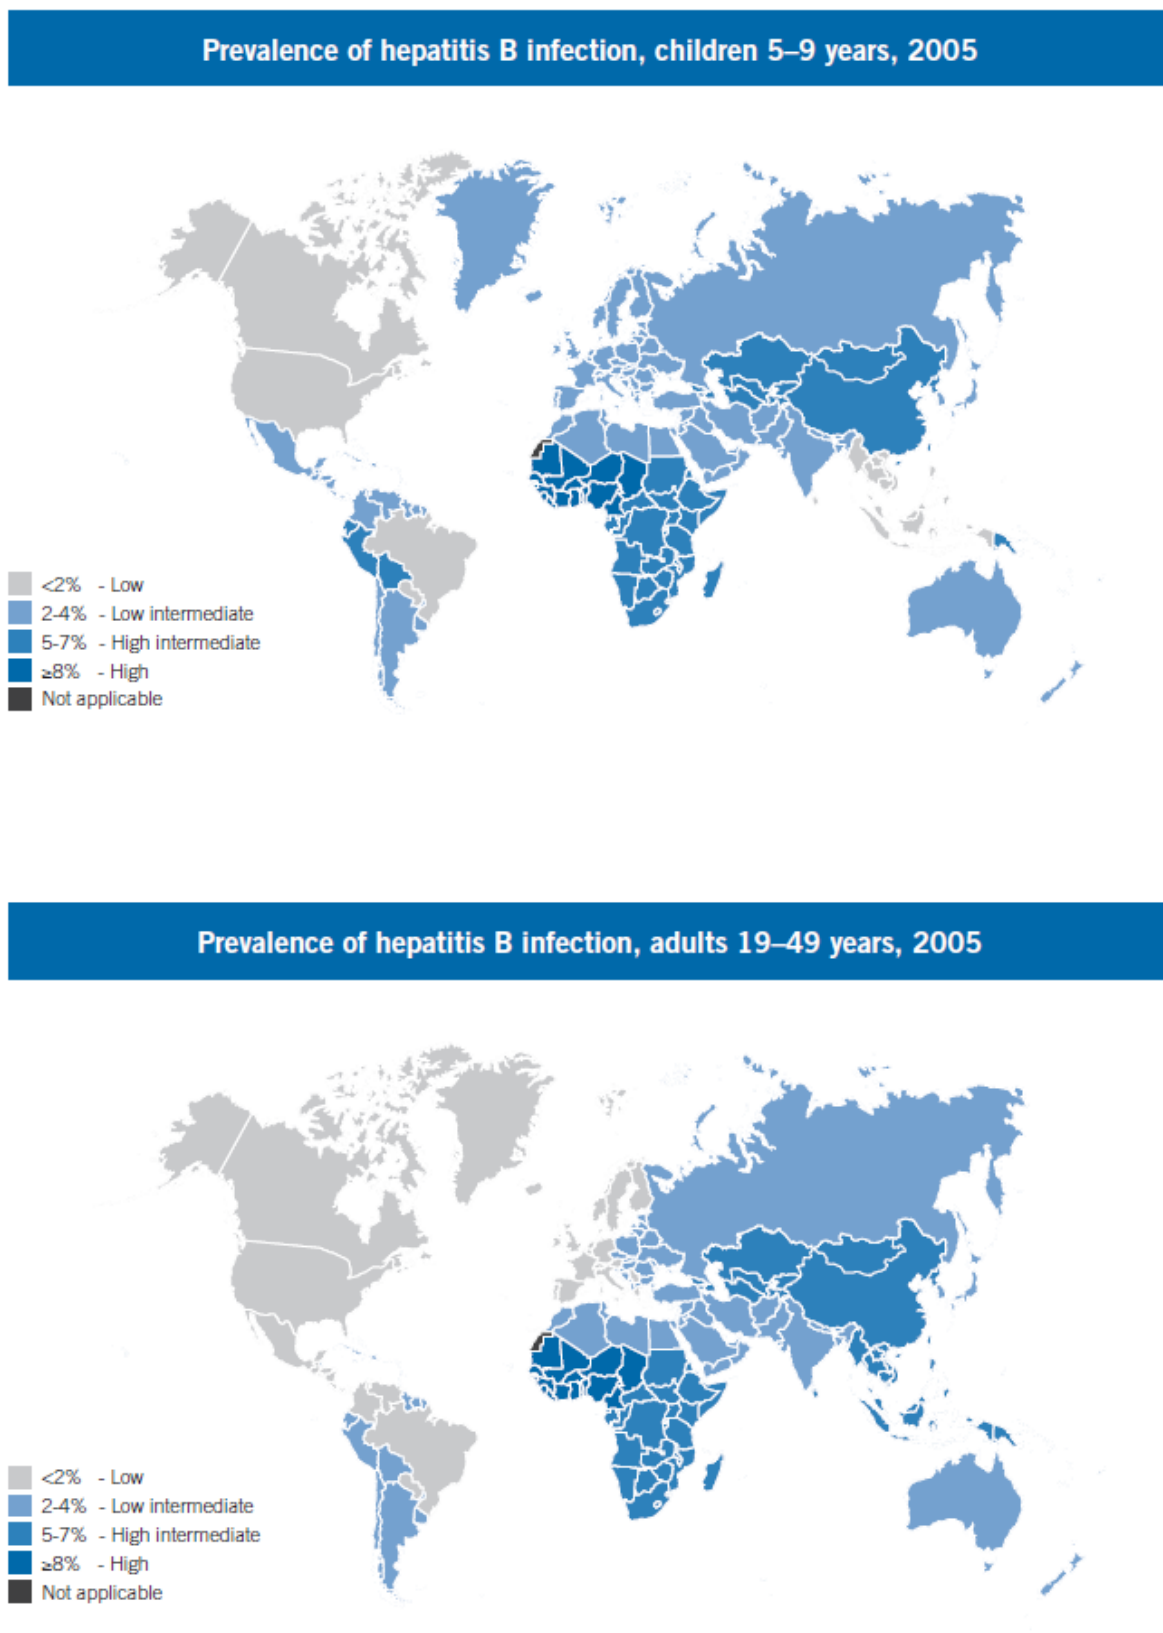 Prevalence of hepatitis B infection, children 5–9 years, 2005
<2% - Low
2-4% - Low intermediate
5-7% - High intermediate
≥8% - High
Not applicable
Prevalence of hepatitis B infection, adults 19–49 years, 2005
<2% - Low
2-4% - Low intermediate
5-7% - High intermediate
≥8% - High
Not applicable